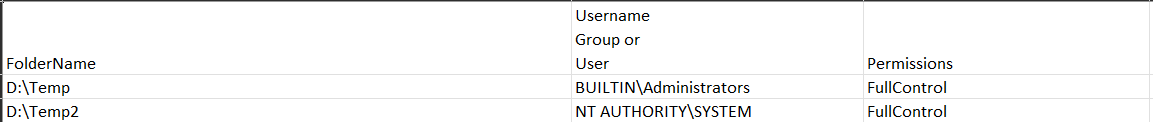 Username
Group or
FolderName User Permissions
D:\Temp BUILTIN\Administrators FullControl
D:\Temp2 NT AUTHORITY\SYSTEM FullControl